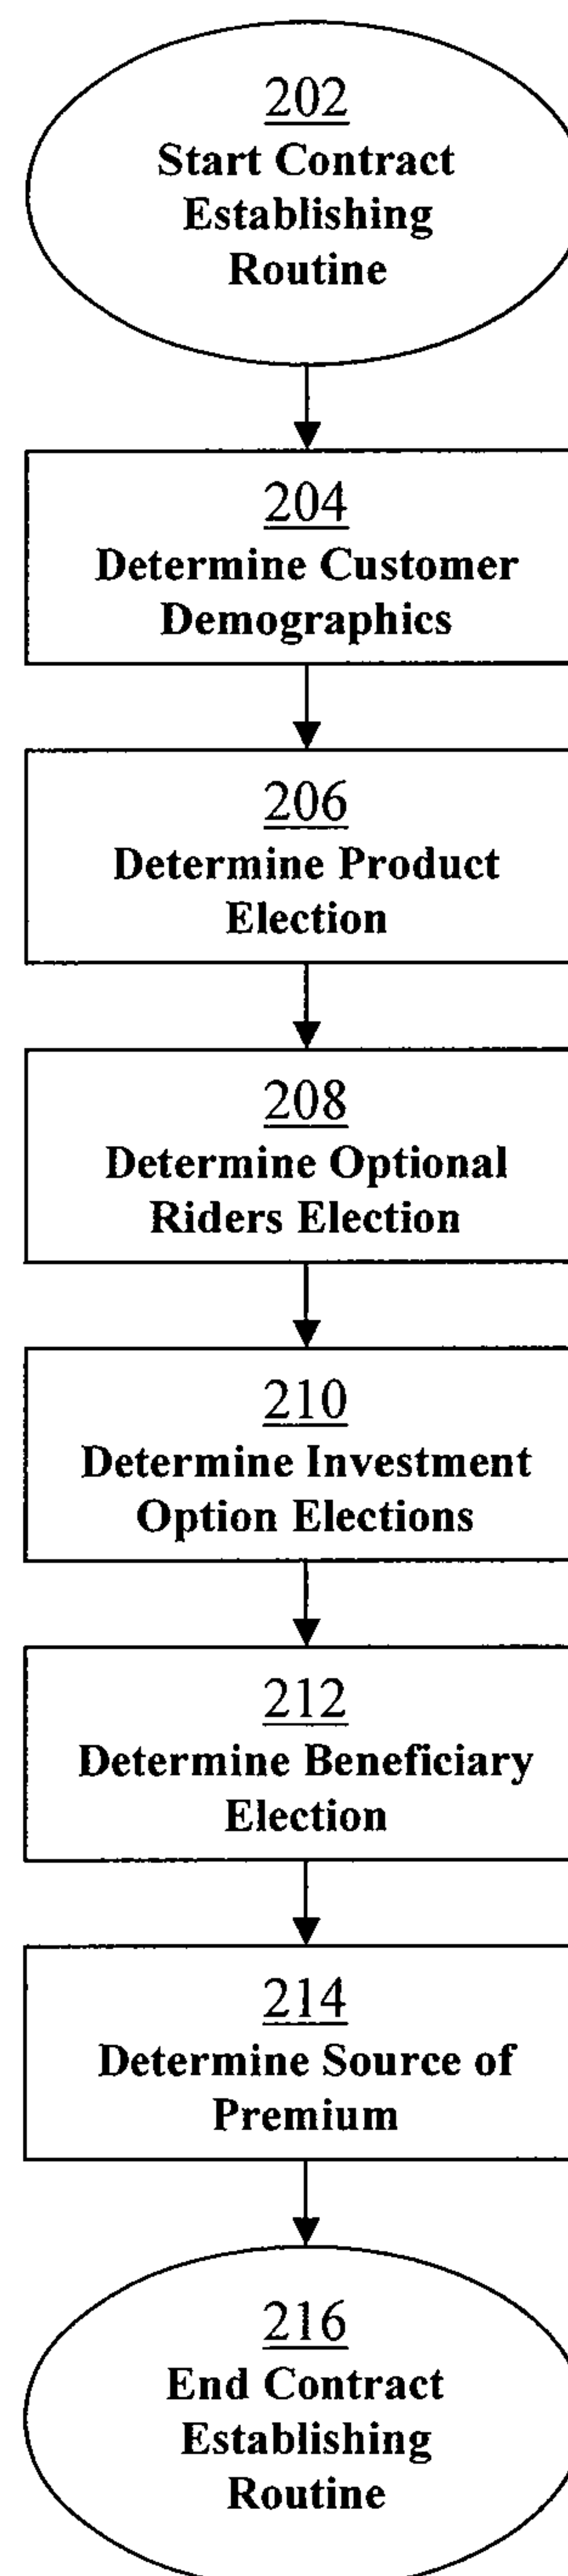 202
Start Contract
Establishing
Routine
204
Determine Customer
Demographics
206
Determine Product
Election
208
Determine Optional
Riders Election
210
Determine Investment
Option Elections
212
Determine Beneficiary
Election
214
Determine Source of
Premium
216
End Contract
Establishing
Routine